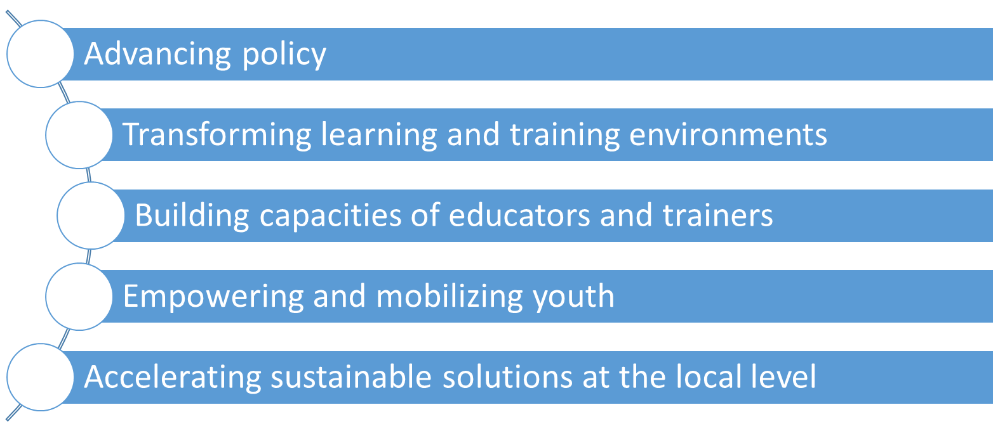 Advancing policy
Transforming learning and training environments
Building capacities of educators and trainers
Empowering and mobilizing youth
Accelerating sustainable solutions at the local level